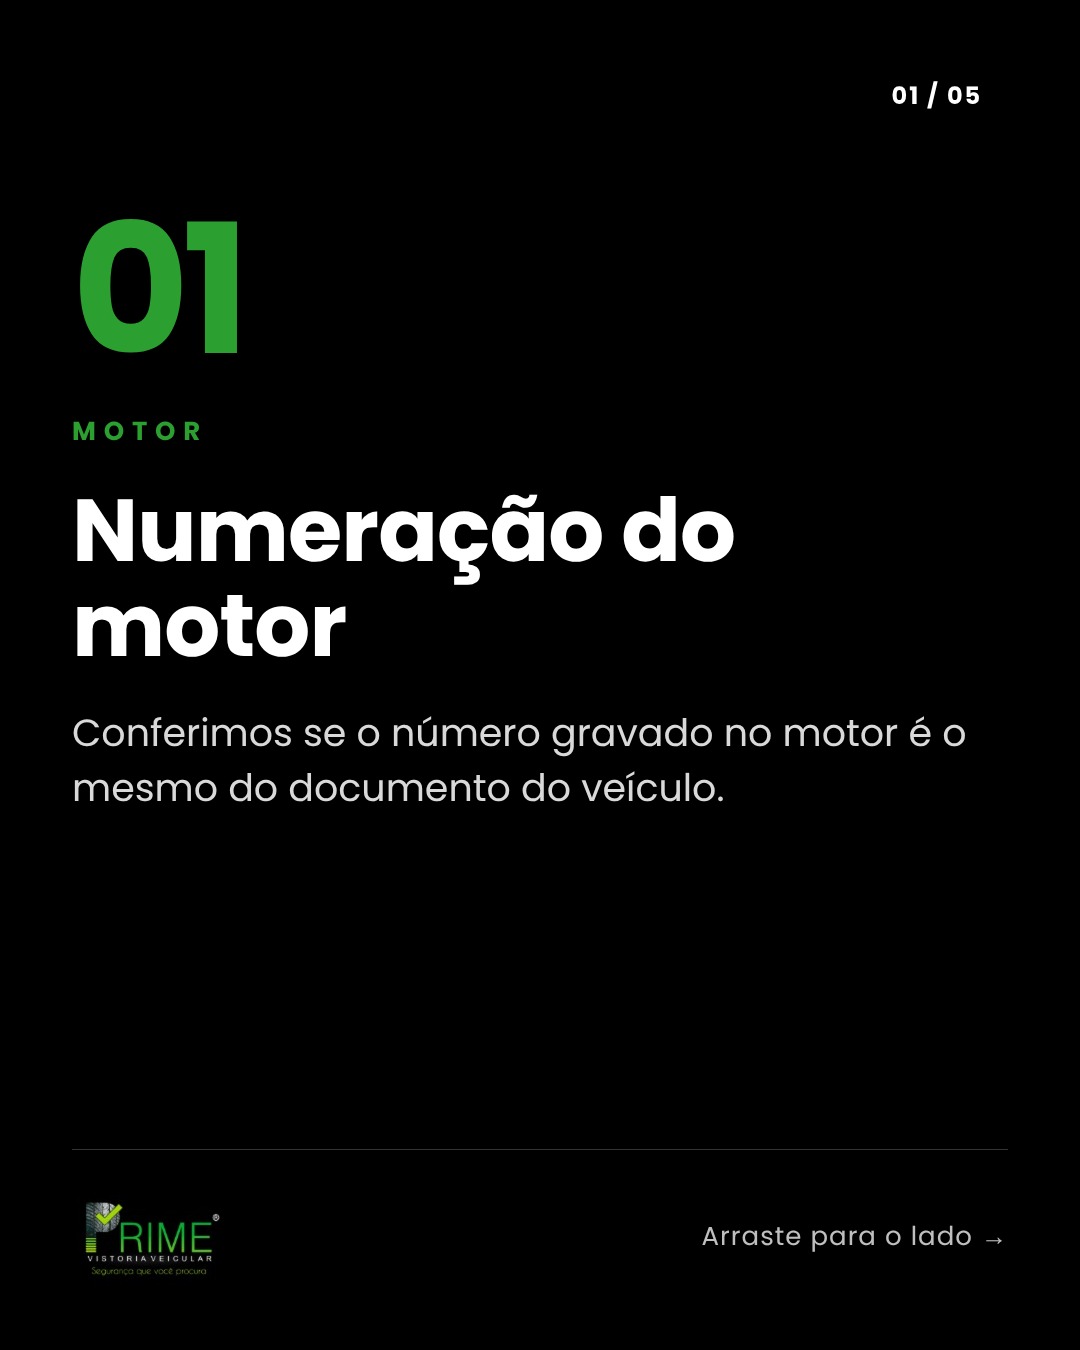 01 / 05
01
MOTOR
Numeração do
motor
Conferimos se o número gravado no motor é o
mesmo do documento do veículo.
PRIME®
VISTORIA VEICULAR
Segurança que você procura
Arraste para o lado →